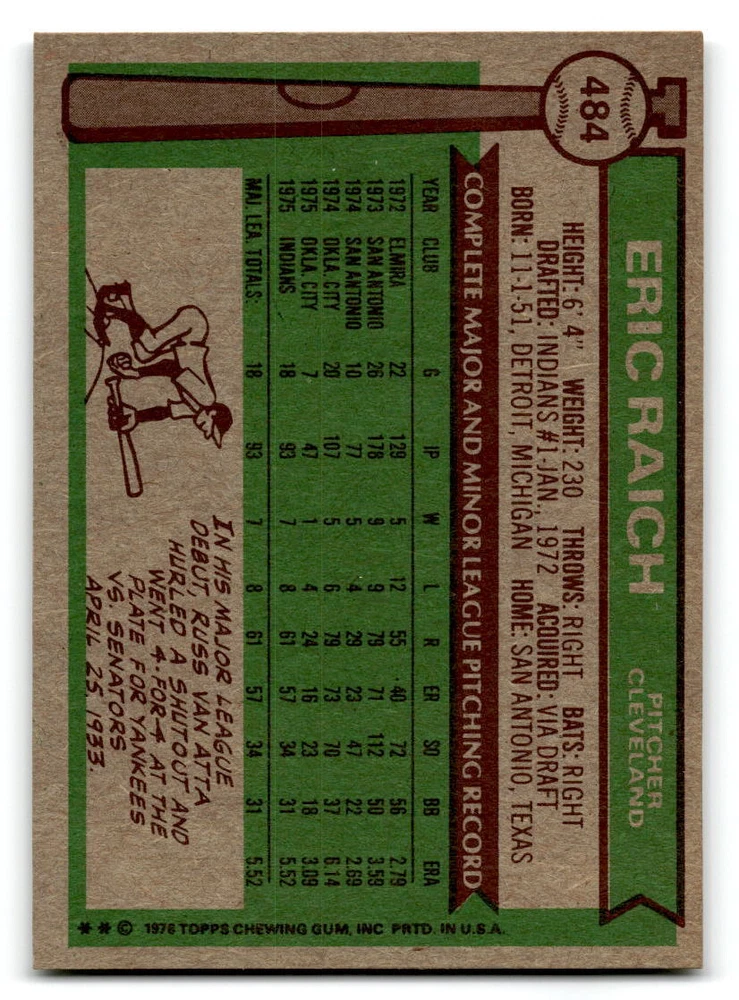 484
ERIC RAICH
PITCHER
CLEVELAND
HEIGHT: 6' 4" WEIGHT: 230 THROWS: RIGHT BATS: RIGHT
DRAFTED: INDIANS #1-JAN., 1972 ACQUIRED: VIA DRAFT
BORN: 11-1-51, DETROIT, MICHIGAN HOME: SAN ANTONIO, TEXAS
COMPLETE MAJOR AND MINOR LEAGUE PITCHING RECORD
YEAR CLUB G IP W L R ER SO BB ERA
1972 ELMIRA 22 129 5 12 55 40 72 56 2.79
1973 SAN ANTONIO 26 178 9 9 79 71 112 50 3.59
1974 SAN ANTONIO 10 77 5 4 29 23 47 22 2.69
1974 OKLA. CITY 20 107 5 6 79 73 70 37 6.14
1975 OKLA. CITY 7 47 1 4 24 16 23 18 3.09
1975 INDIANS 18 93 7 8 61 57 34 31 5.52
MAJ. LEA. TOTALS: 18 93 7 8 61 57 34 31 5.52
IN HIS MAJOR LEAGUE
DEBUT, RUSS VAN ATTA
HURLED A SHUTOUT AND
WENT 4-FOR-4 AT THE
PLATE FOR YANKEES
VS. SENATORS
APRIL 25, 1933.
** © 1976 TOPPS CHEWING GUM, INC PRTD. IN U.S.A.